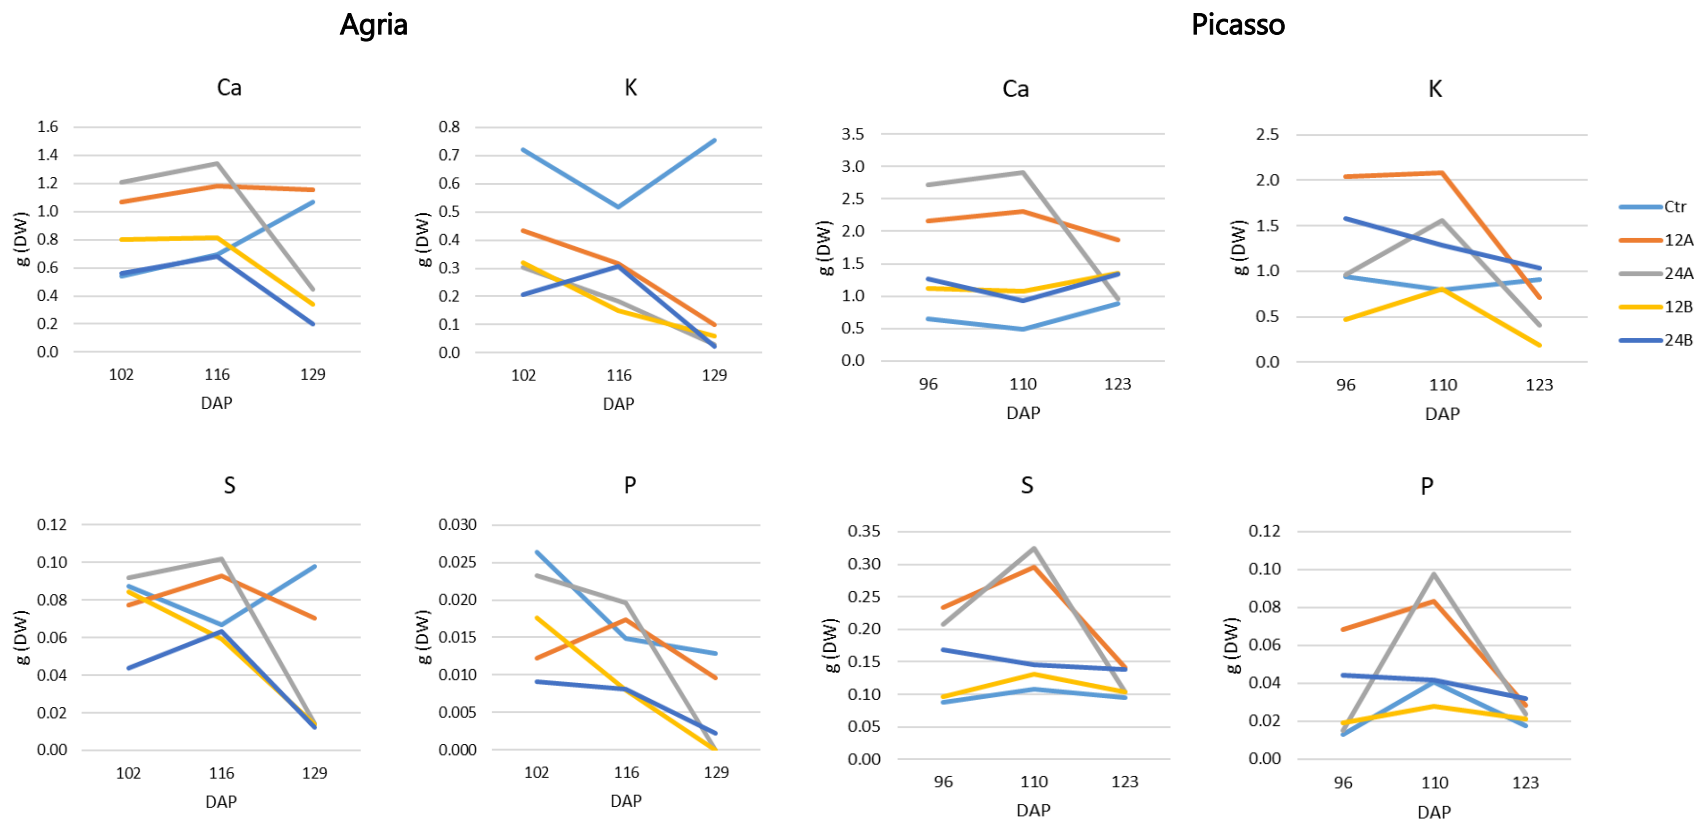 Agria
Picasso
Ca
1.6
1.4
1.2
1.0
0.8
0.6
0.4
0.2
0.0
g (DW)
102 116 129
DAP
K
0.8
0.7
0.6
0.5
0.4
0.3
0.2
0.1
0.0
g (DW)
102 116 129
DAP
Ca
3.5
3.0
2.5
2.0
1.5
1.0
0.5
0.0
g (DW)
96 110 123
DAP
K
2.5
2.0
1.5
1.0
0.5
0.0
g (DW)
96 110 123
DAP
Ctr
12A
24A
12B
24B
S
0.12
0.10
0.08
0.06
0.04
0.02
0.00
g (DW)
102 116 129
DAP
P
0.030
0.025
0.020
0.015
0.010
0.005
0.000
g (DW)
102 116 129
DAP
S
0.35
0.30
0.25
0.20
0.15
0.10
0.05
0.00
g (DW)
96 110 123
DAP
P
0.12
0.10
0.08
0.06
0.04
0.02
0.00
g (DW)
96 110 123
DAP